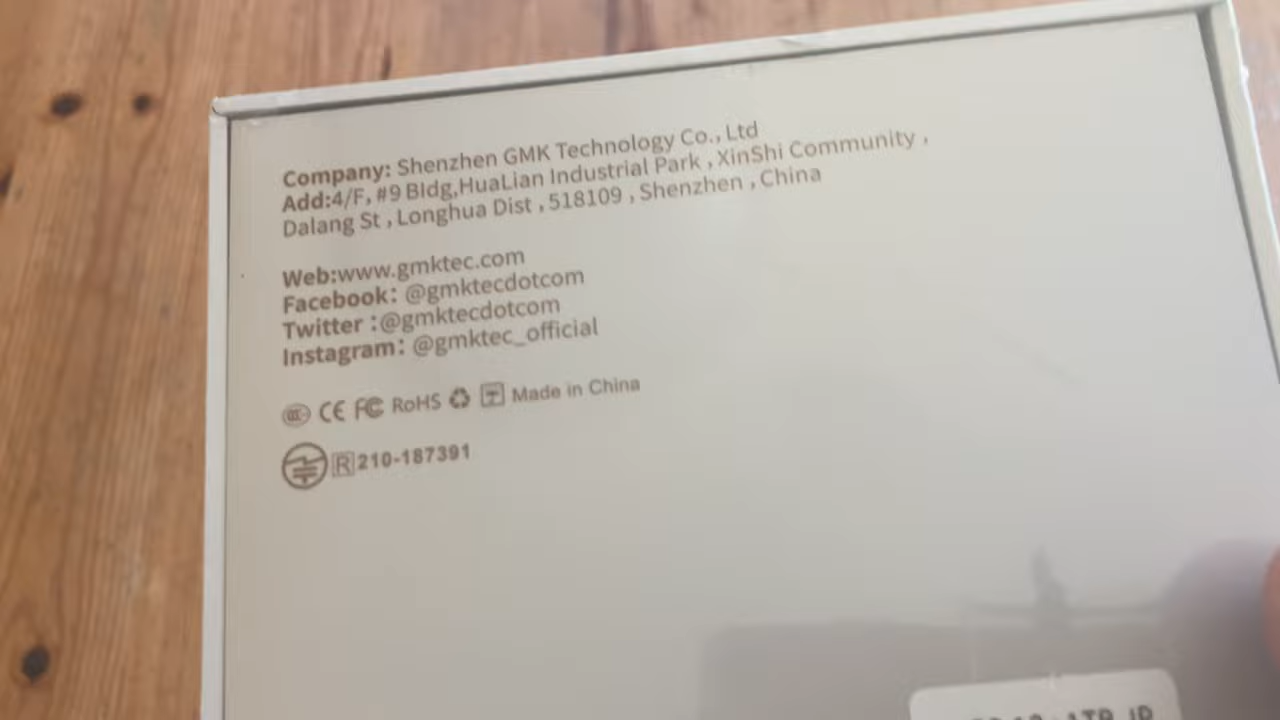 Company: Shenzhen GMK Technology Co., Ltd
Add:4/F, #9 Bldg,HuaLian Industrial Park , XinShi Community ,
Dalang St , Longhua Dist , 518109 , Shenzhen , China
Web:www.gmktec.com
Facebook: @gmktecdotcom
Twitter :@gmktecdotcom
Instagram: @gmktec_official
CE FC RoHS Made in China
R 210-187391